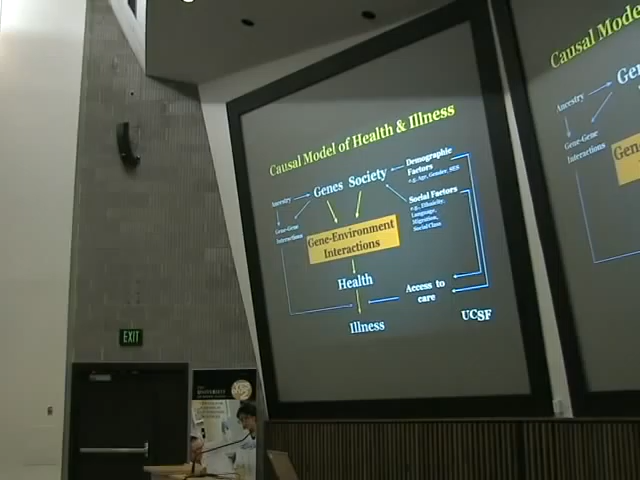 Causal Model of Health & Illness
Demographic
Factors
e.g. Age, Gender, SES
Ancestry
Genes Society
Social Factors
e.g., Ethnicity,
Language,
Migration,
Social Class
Gene-Gene
Interactions
Gene-Environment
Interactions
Health
Access to
care
Illness
UCSF
EXIT
Causal Mode
Ancestry
Gen
Gene-Gene
Interactions
Gen
UNIVERSITY